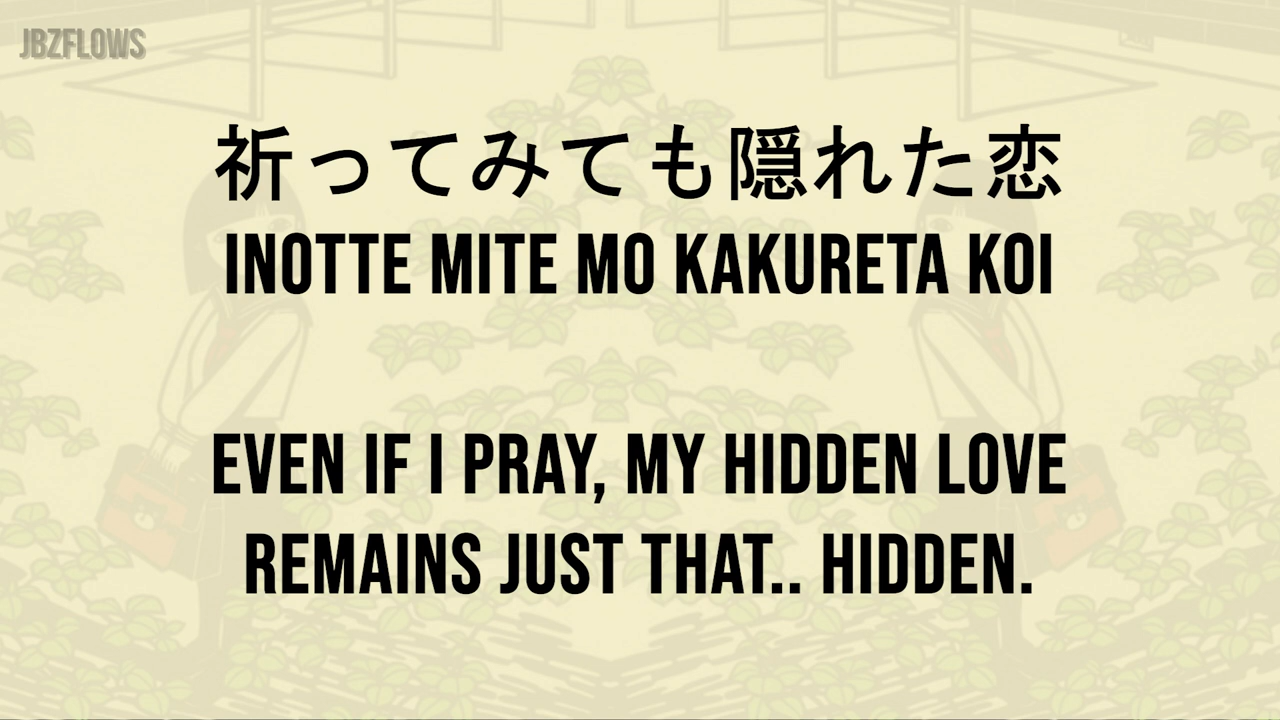 JBZFLOWS
祈ってみても隠れた恋
INOTTE MITE MO KAKURETA KOI
EVEN IF I PRAY, MY HIDDEN LOVE
REMAINS JUST THAT.. HIDDEN.